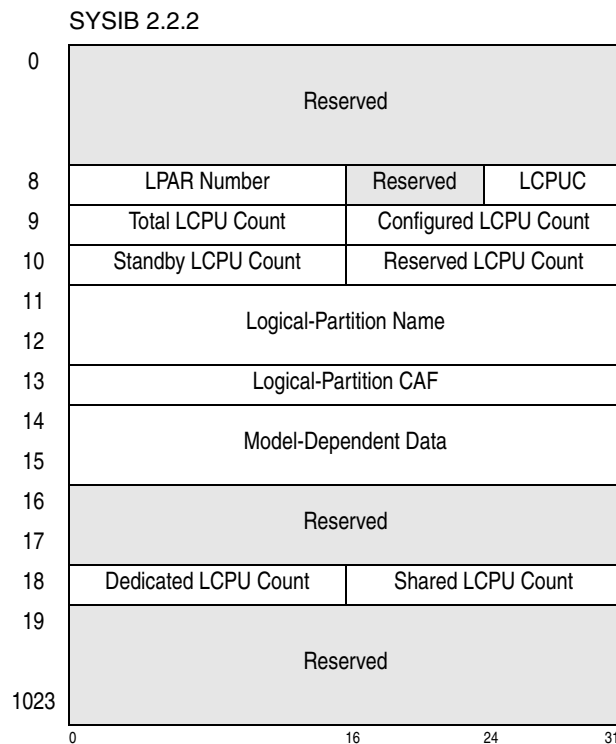 SYSIB 2.2.2
0
Reserved
8 LPAR Number Reserved LCPUC
9 Total LCPU Count Configured LCPU Count
10 Standby LCPU Count Reserved LCPU Count
11
Logical-Partition Name
12
13 Logical-Partition CAF
14
Model-Dependent Data
15
16
Reserved
17
18 Dedicated LCPU Count Shared LCPU Count
19
Reserved
1023
0 16 24 31